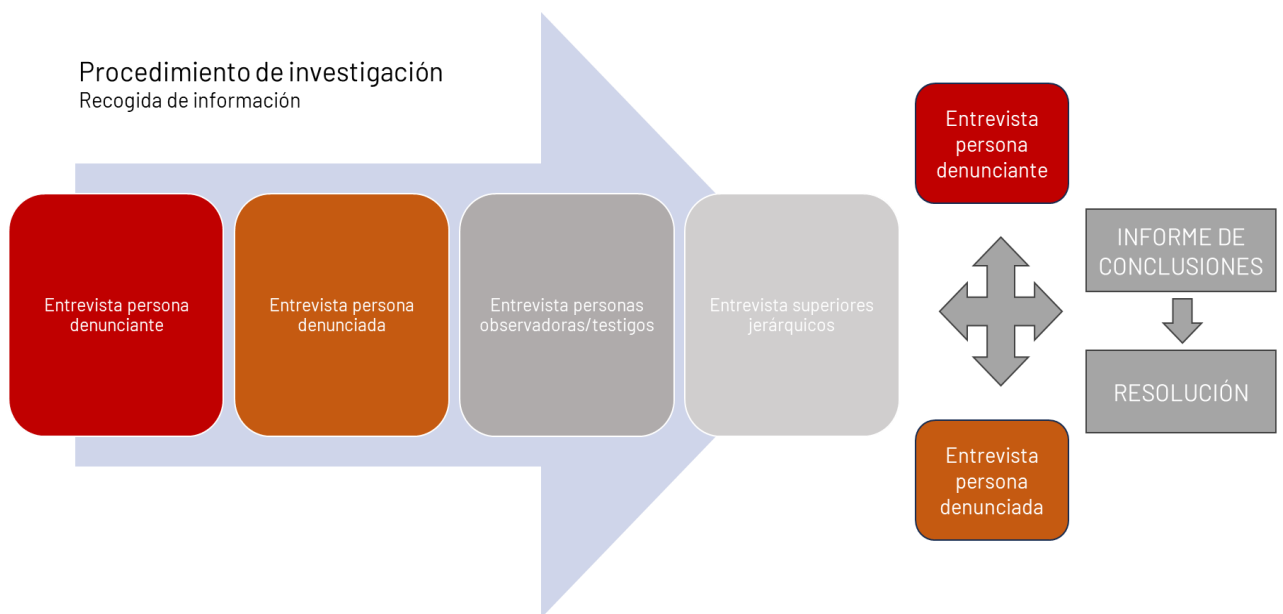 Procedimiento de investigación
Recogida de información
Entrevista persona
denunciante
Entrevista persona
denunciada
Entrevista personas
observadoras/testigos
Entrevista superiores
jerárquicos
Entrevista
persona
denunciante
Entrevista
persona
denunciada
INFORME DE
CONCLUSIONES
RESOLUCIÓN